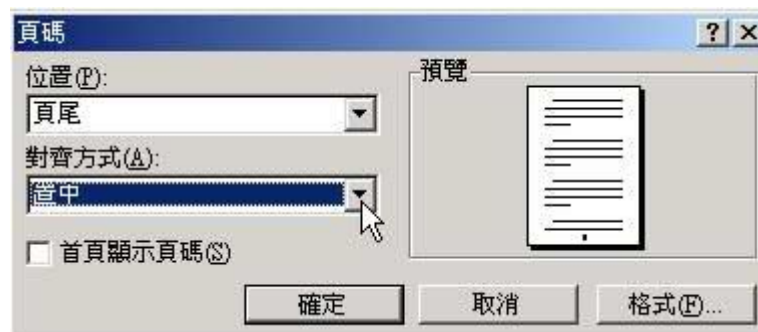 頁碼
位置(P):
頁尾
對齊方式(A):
置中
首頁顯示頁碼(S)
預覽
確定
取消
格式(F)...